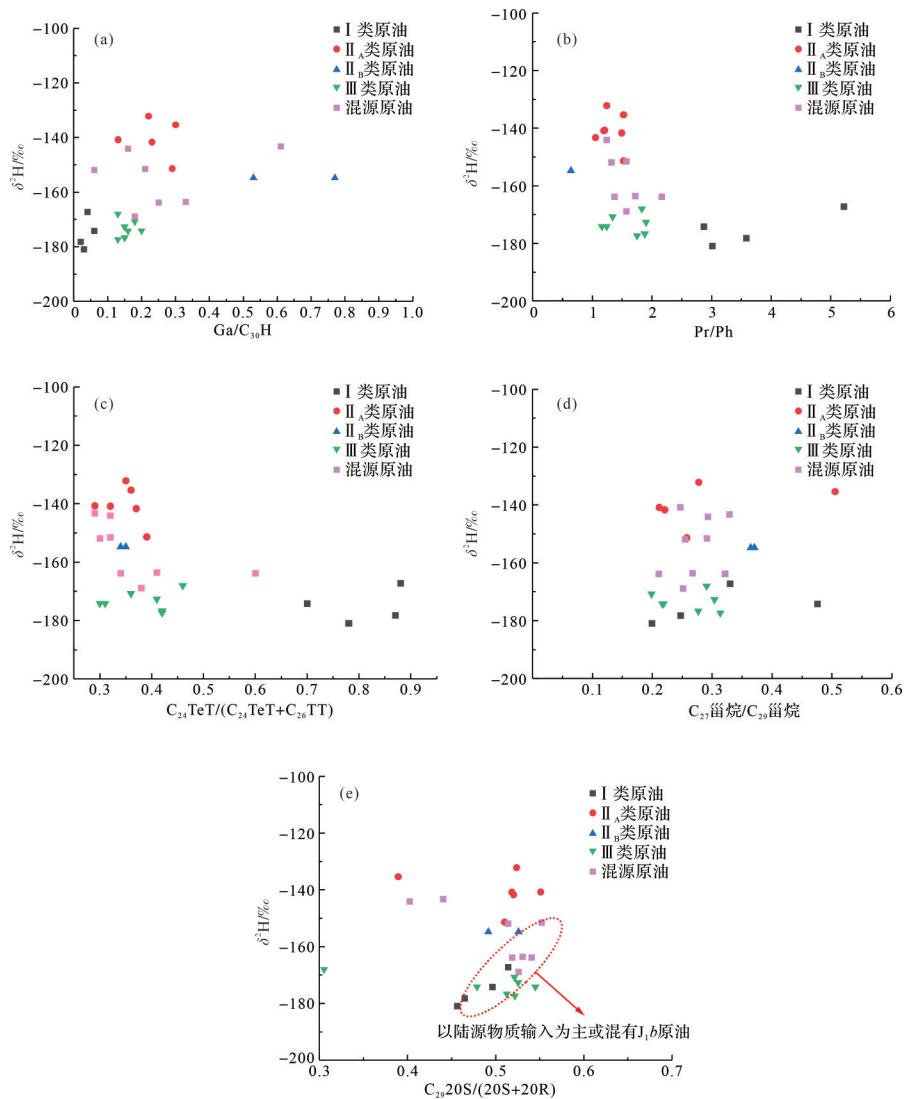 (a)
Ⅰ类原油
ⅡA类原油
ⅡB类原油
Ⅲ类原油
混源原油
-100
-120
-140
-160
-180
-200
δ²H/‰
0 0.1 0.2 0.3 0.4 0.5 0.6 0.7 0.8 0.9 1.0
Ga/C₃₀H
(b)
Ⅰ类原油
ⅡA类原油
ⅡB类原油
Ⅲ类原油
混源原油
-100
-120
-140
-160
-180
-200
δ²H/‰
0 1 2 3 4 5 6
Pr/Ph
(c)
Ⅰ类原油
ⅡA类原油
ⅡB类原油
Ⅲ类原油
混源原油
-100
-120
-140
-160
-180
-200
δ²H/‰
0.3 0.4 0.5 0.6 0.7 0.8 0.9
C₂₄TeT/(C₂₄TeT+C₂₆TT)
(d)
Ⅰ类原油
ⅡA类原油
ⅡB类原油
Ⅲ类原油
混源原油
-100
-120
-140
-160
-180
-200
δ²H/‰
0.1 0.2 0.3 0.4 0.5 0.6
C₂₇甾烷/C₂₉甾烷
(e)
Ⅰ类原油
ⅡA类原油
ⅡB类原油
Ⅲ类原油
混源原油
-100
-120
-140
-160
-180
-200
δ²H/‰
以陆源物质输入为主或混有J₁b原油
0.3 0.4 0.5 0.6 0.7
C₂₉20S/(20S+20R)